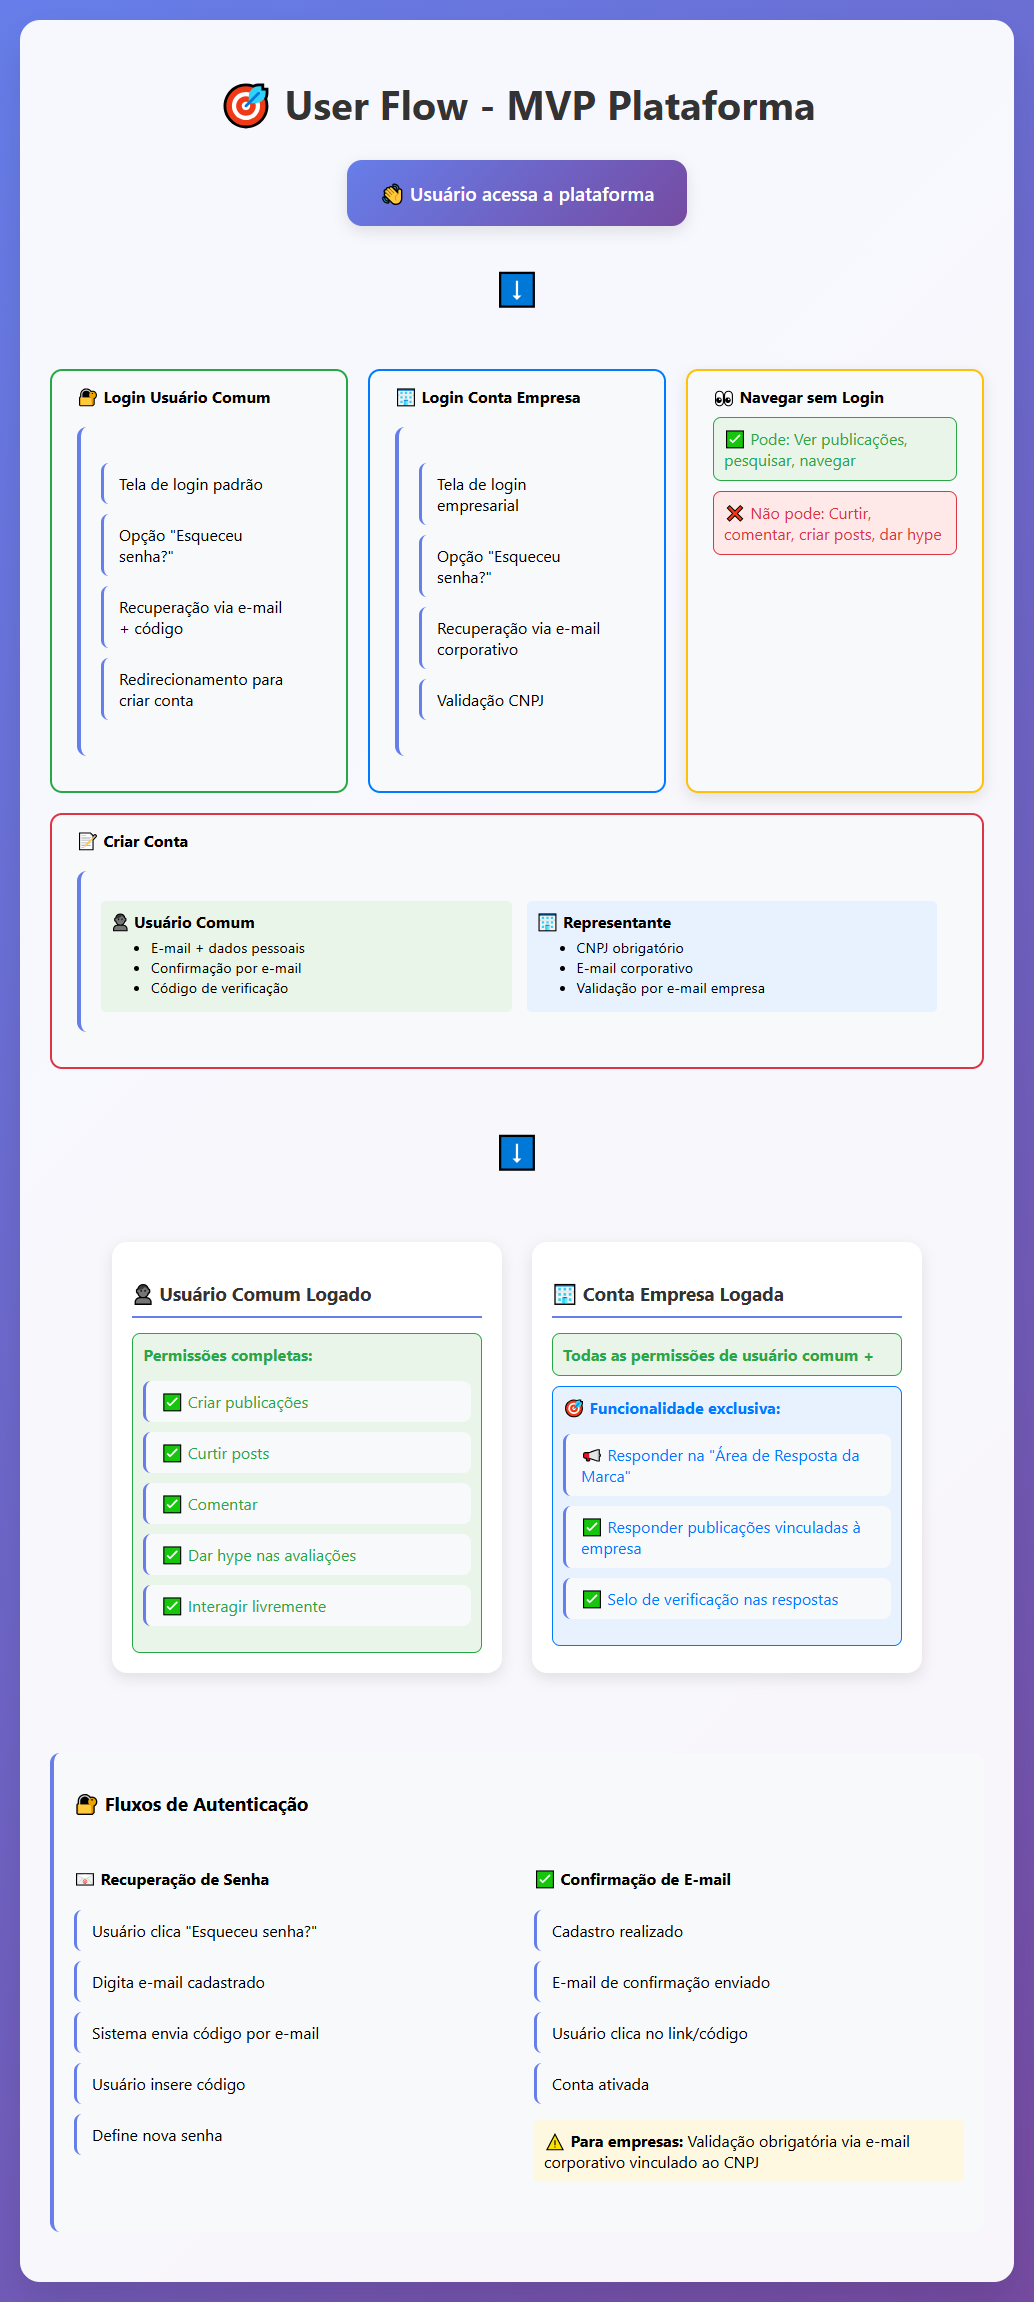 🎯 User Flow - MVP Plataforma
👋 Usuário acessa a plataforma
⬇️
🔐 Login Usuário Comum
Tela de login padrão
Opção "Esqueceu
senha?"
Recuperação via e-mail
+ código
Redirecionamento para
criar conta
🏢 Login Conta Empresa
Tela de login
empresarial
Opção "Esqueceu
senha?"
Recuperação via e-mail
corporativo
Validação CNPJ
👀 Navegar sem Login
✅ Pode: Ver publicações,
pesquisar, navegar
❌ Não pode: Curtir,
comentar, criar posts, dar hype
📝 Criar Conta
👤 Usuário Comum
• E-mail + dados pessoais
• Confirmação por e-mail
• Código de verificação
🏢 Representante
• CNPJ obrigatório
• E-mail corporativo
• Validação por e-mail empresa
⬇️
👤 Usuário Comum Logado
Permissões completas:
✅ Criar publicações
✅ Curtir posts
✅ Comentar
✅ Dar hype nas avaliações
✅ Interagir livremente
🏢 Conta Empresa Logada
Todas as permissões de usuário comum +
🎯 Funcionalidade exclusiva:
📢 Responder na "Área de Resposta da
Marca"
✅ Responder publicações vinculadas à
empresa
✅ Selo de verificação nas respostas
🔐 Fluxos de Autenticação
📧 Recuperação de Senha
Usuário clica "Esqueceu senha?"
Digita e-mail cadastrado
Sistema envia código por e-mail
Usuário insere código
Define nova senha
✅ Confirmação de E-mail
Cadastro realizado
E-mail de confirmação enviado
Usuário clica no link/código
Conta ativada
⚠️ Para empresas: Validação obrigatória via e-mail
corporativo vinculado ao CNPJ